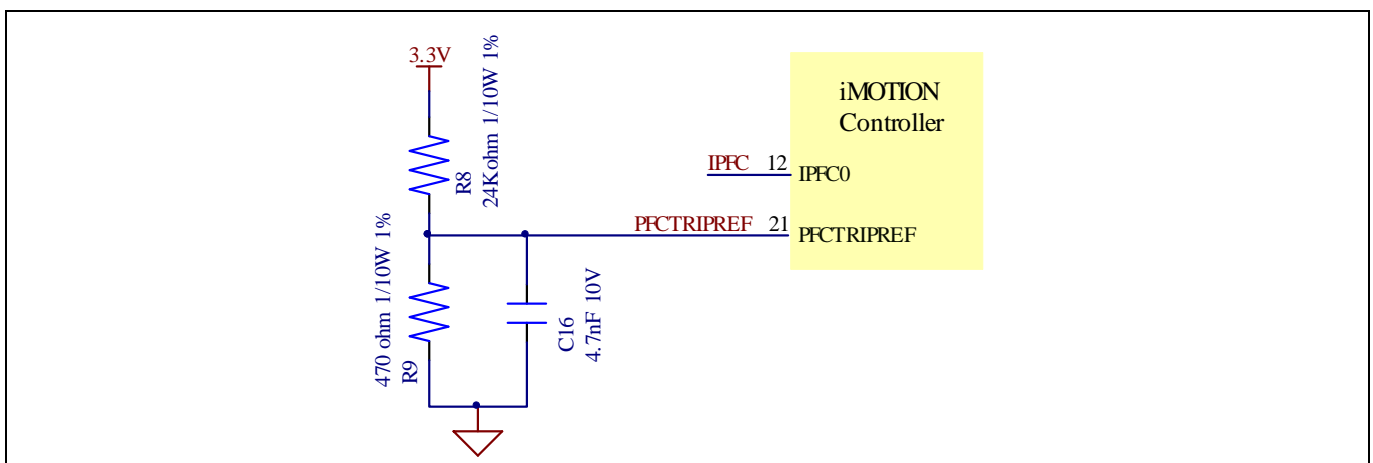 3.3V
R8
24Kohm 1/10W 1%
iMOTION
Controller
IPFC 12 IPFC0
PFCTRIPREF 21 PFCTRIPREF
470 ohm 1/10W 1%
R9
C16
4.7nF 10V